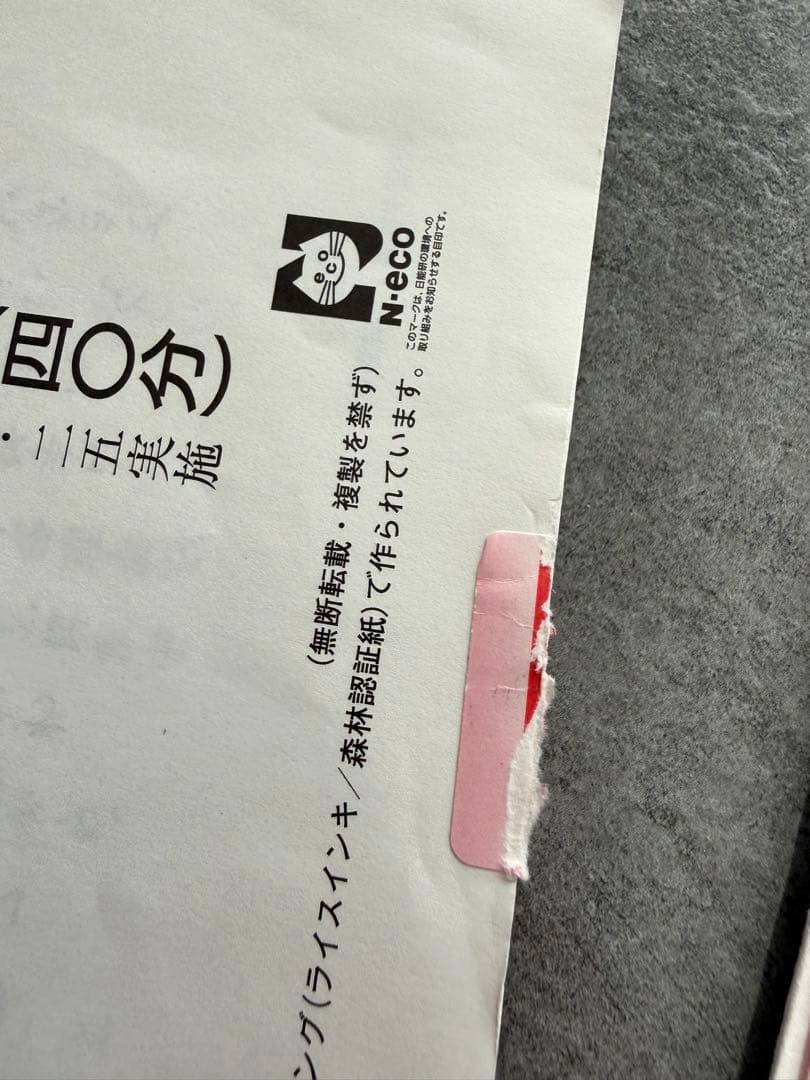 四〇分)
・二五実施
N·eco
eco
このマークは、日能研の環境への
取り組みをお知らせする目印です。
(無断転載・複製を禁ず)
ング(ライスインキ/森林認証紙)で作られています。